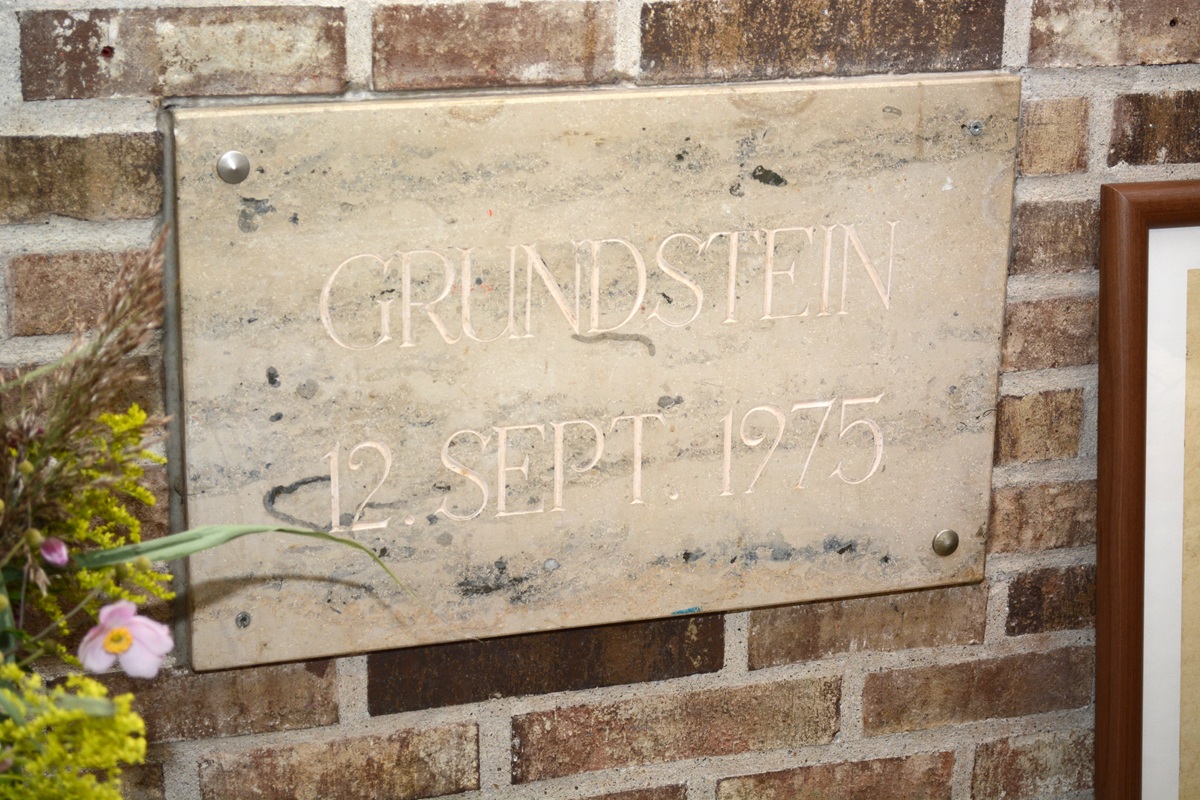 GRUNDSTEIN
12. SEPT. 1975